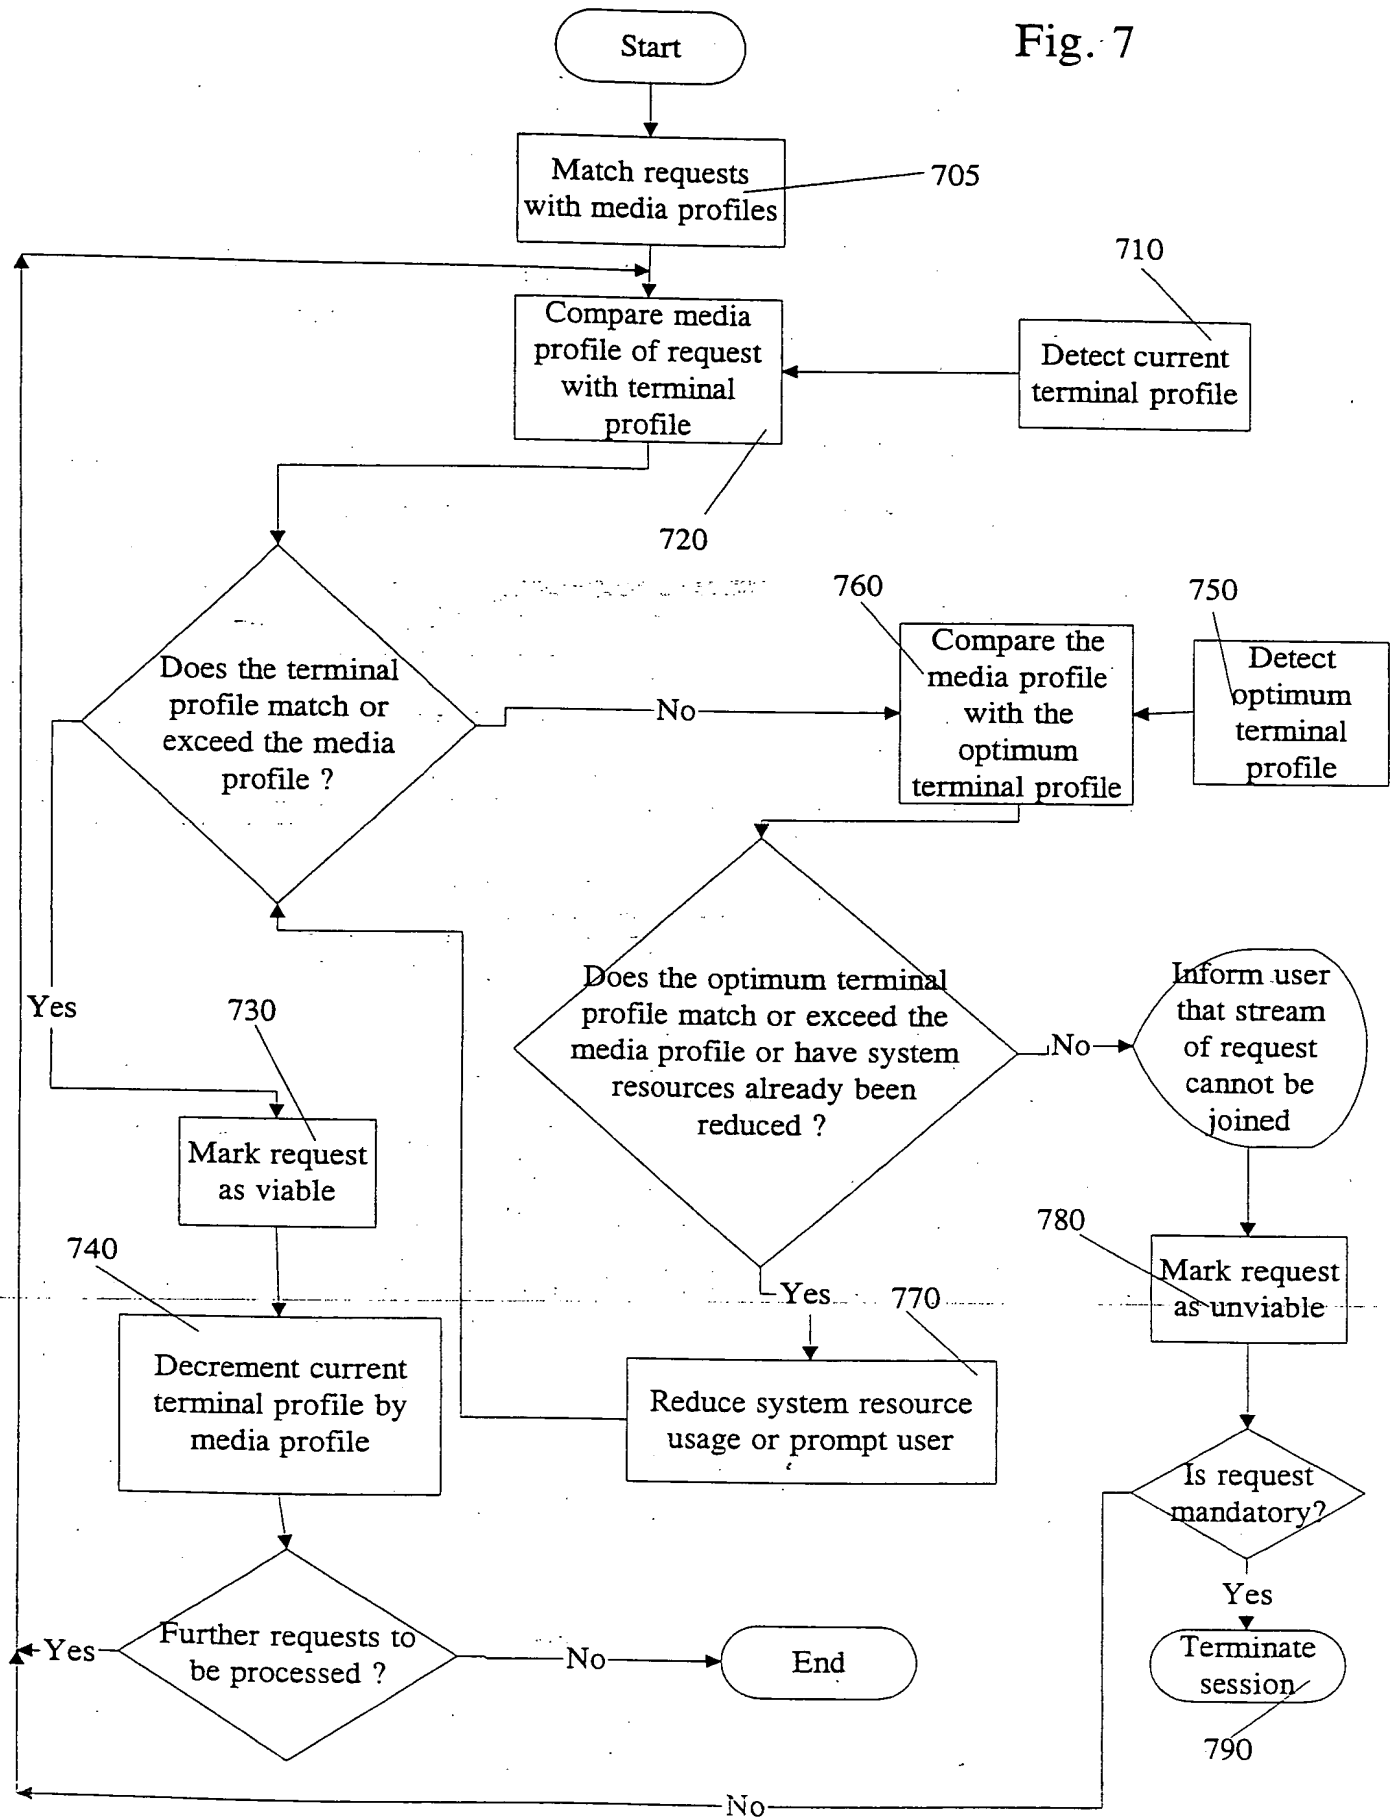 Fig. 7
Start
Match requests
with media profiles
705
710
Compare media
profile of request
with terminal
profile
Detect current
terminal profile
720
760
750
Does the terminal
profile match or
exceed the media
profile ?
No
Compare the
media profile
with the
optimum
terminal profile
Detect
optimum
terminal
profile
Yes
730
Does the optimum terminal
profile match or exceed the
media profile or have system
resources already been
reduced ?
No
Inform user
that stream
of request
cannot be
joined
Mark request
as viable
740
Yes
770
780
Mark request
as unviable
Decrement current
terminal profile by
media profile
Reduce system resource
usage or prompt user
Is request
mandatory?
Yes
Further requests to
be processed ?
Yes
No
End
Terminate
session
790
No